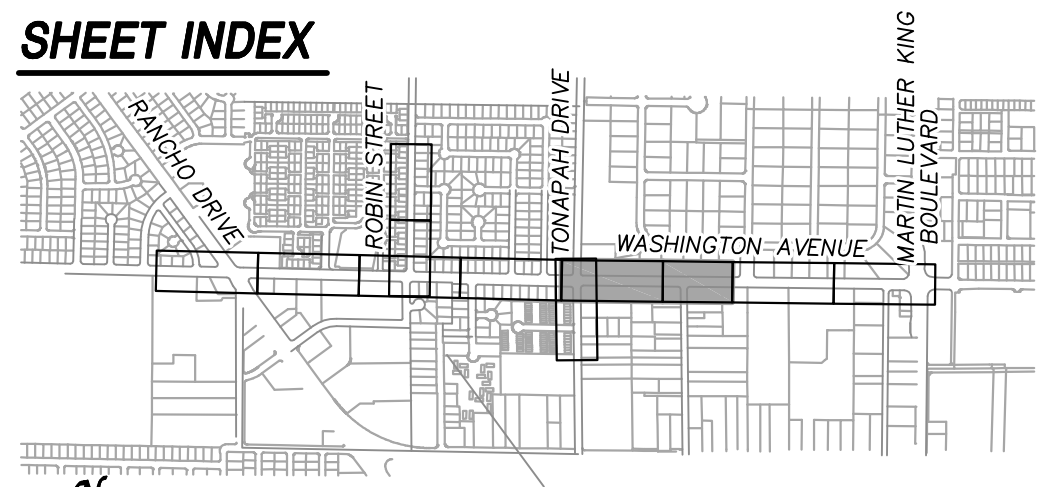 SHEET INDEX
RANCHO DRIVE
ROBIN STREET
TONAPAH DRIVE
WASHINGTON AVENUE
MARTIN LUTHER KING
BOULEVARD